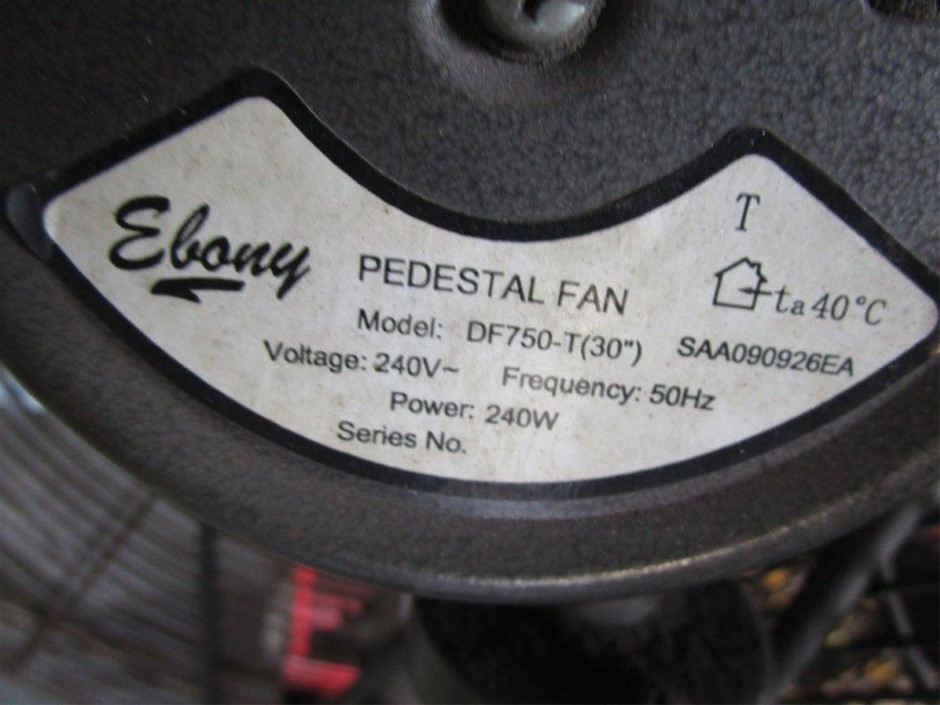 Ebony
PEDESTAL FAN
T
ta 40°C
Model: DF750-T(30") SAA090926EA
Voltage: 240V~ Frequency: 50Hz
Power: 240W
Series No.